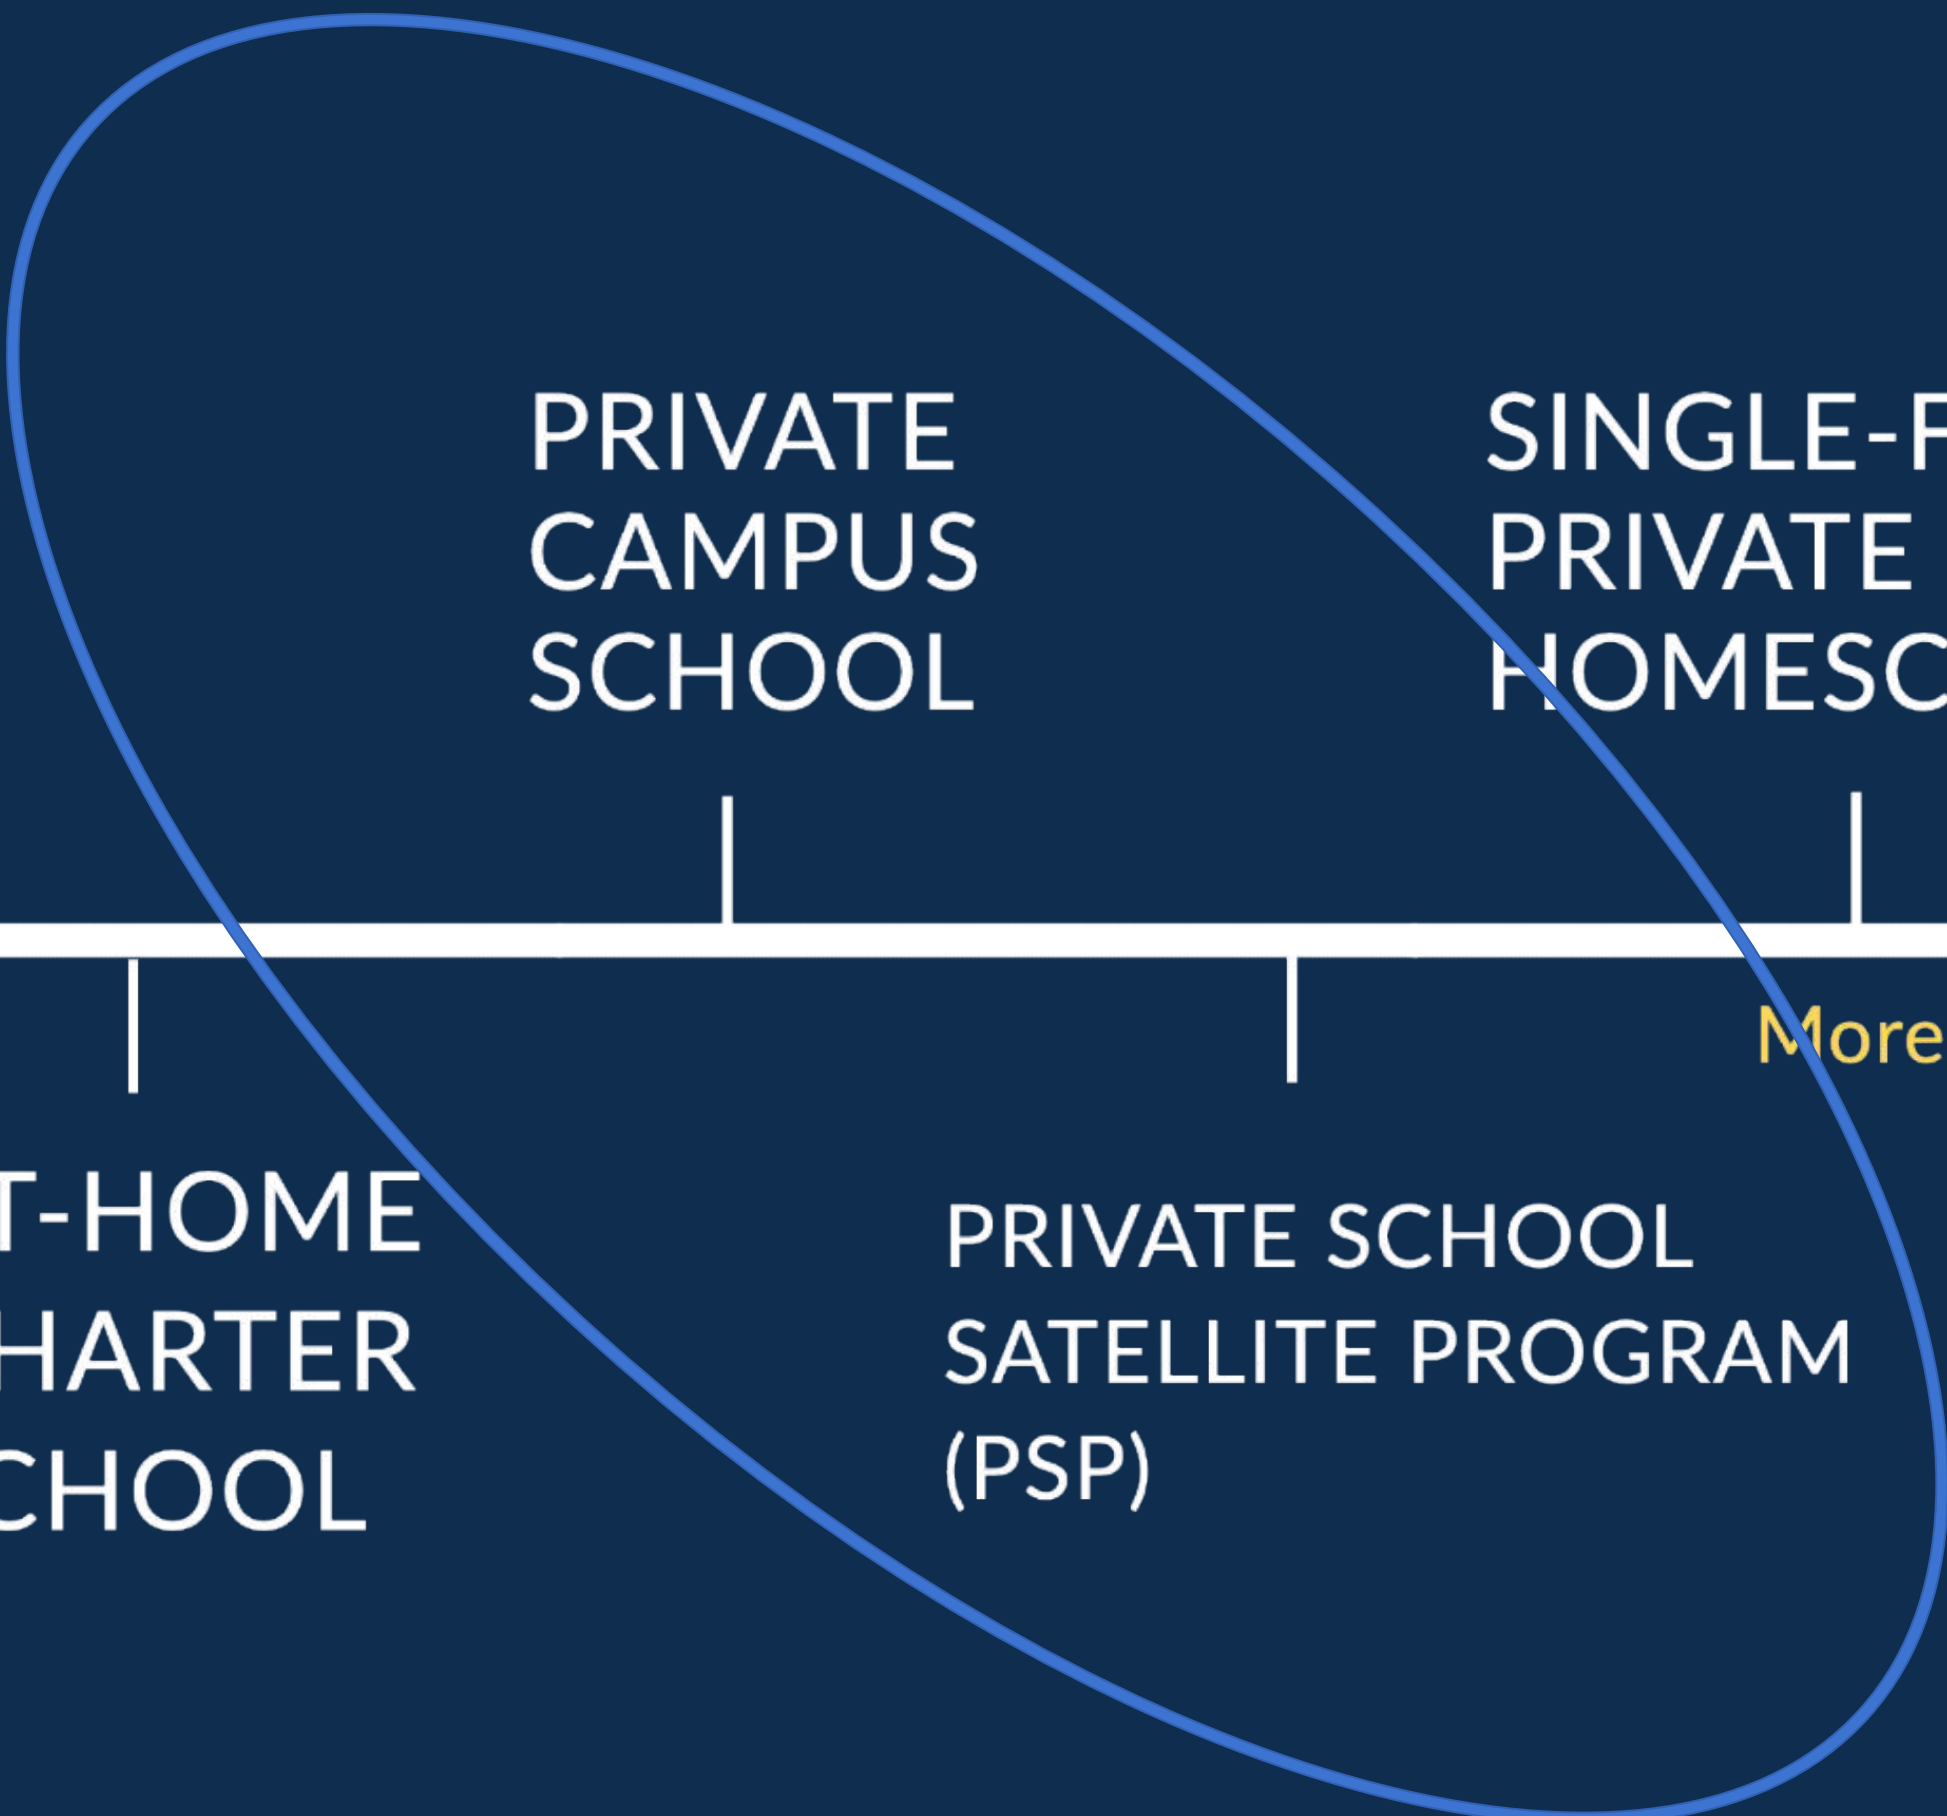 PRIVATE
CAMPUS
SCHOOL
SINGLE-
PRIVATE
HOMESC
More
T-HOME
HARTER
CHOOL
PRIVATE SCHOOL
SATELLITE PROGRAM
(PSP)